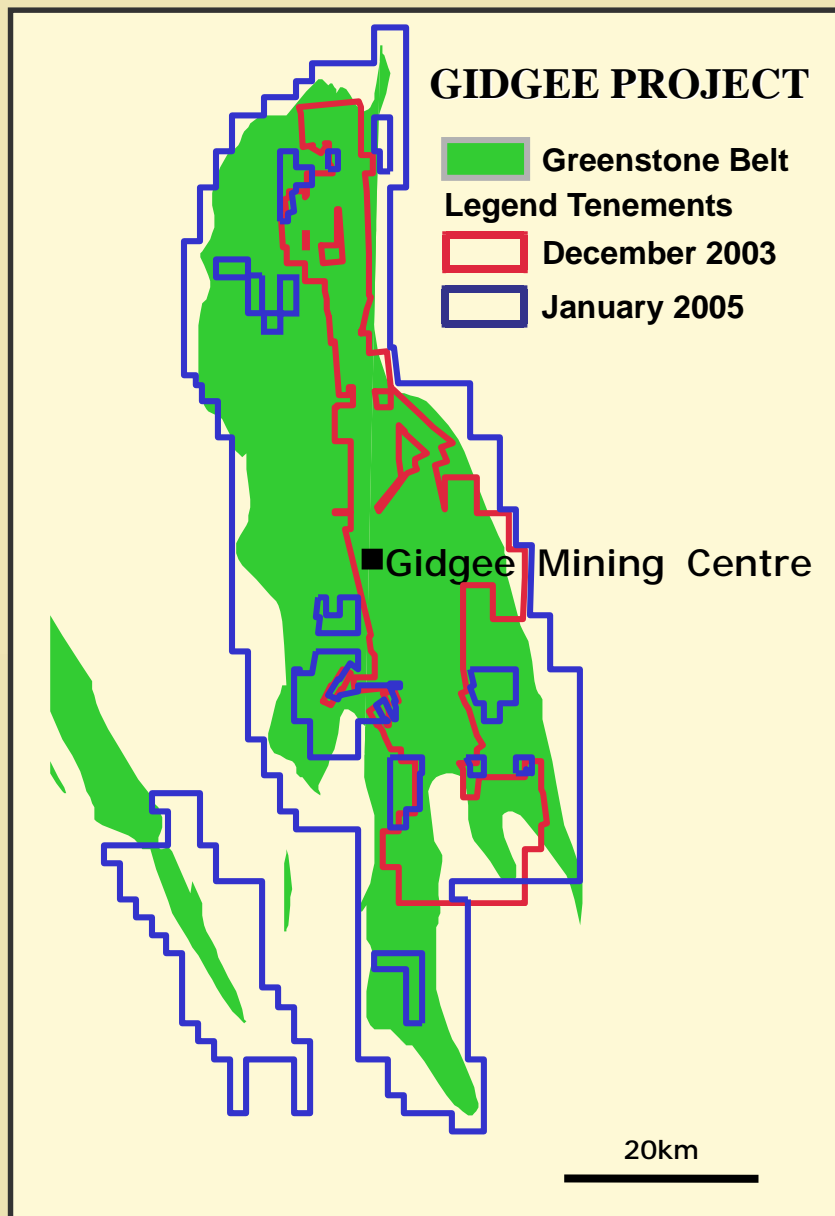 GIDGEE PROJECT
Greenstone Belt
Legend Tenements
December 2003
January 2005
Gidgee Mining Centre
20km